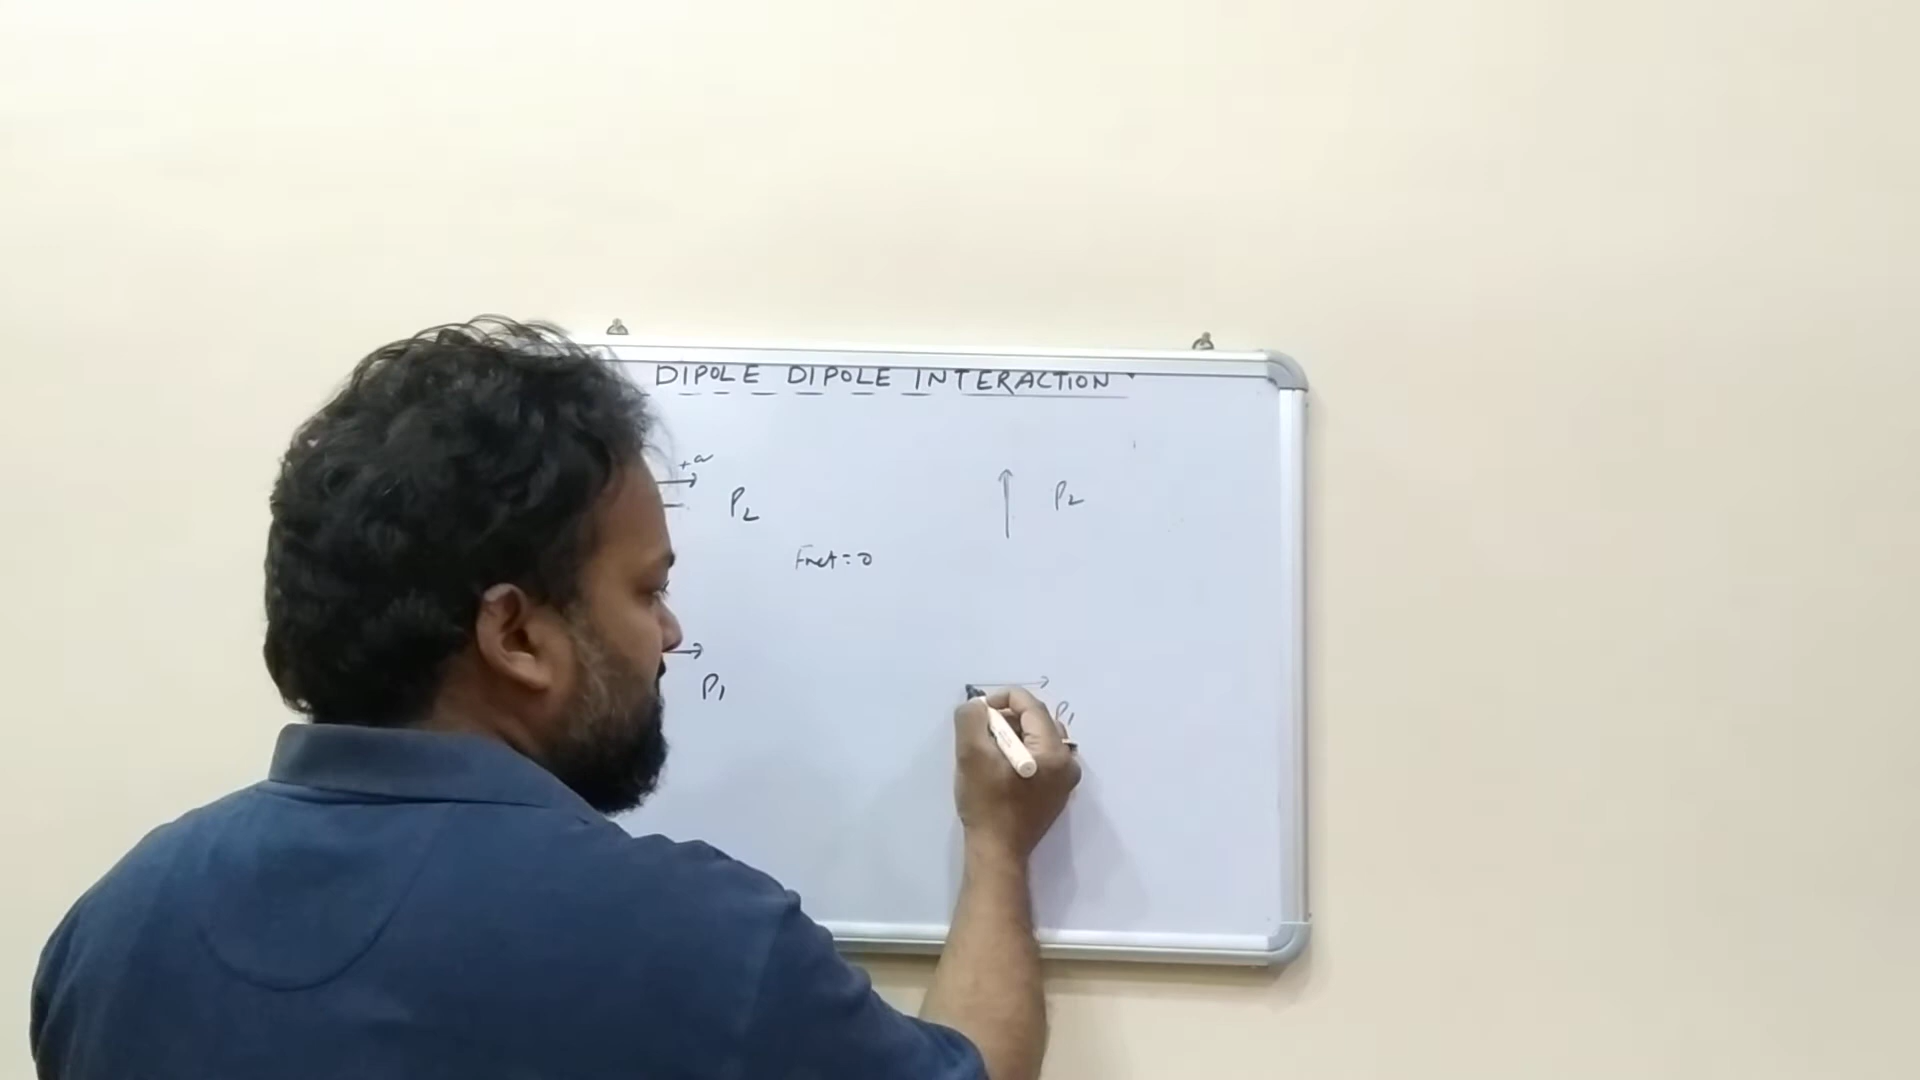 DIPOLE DIPOLE INTERACTION
P2
P2
Fnet = 0
P1
P1